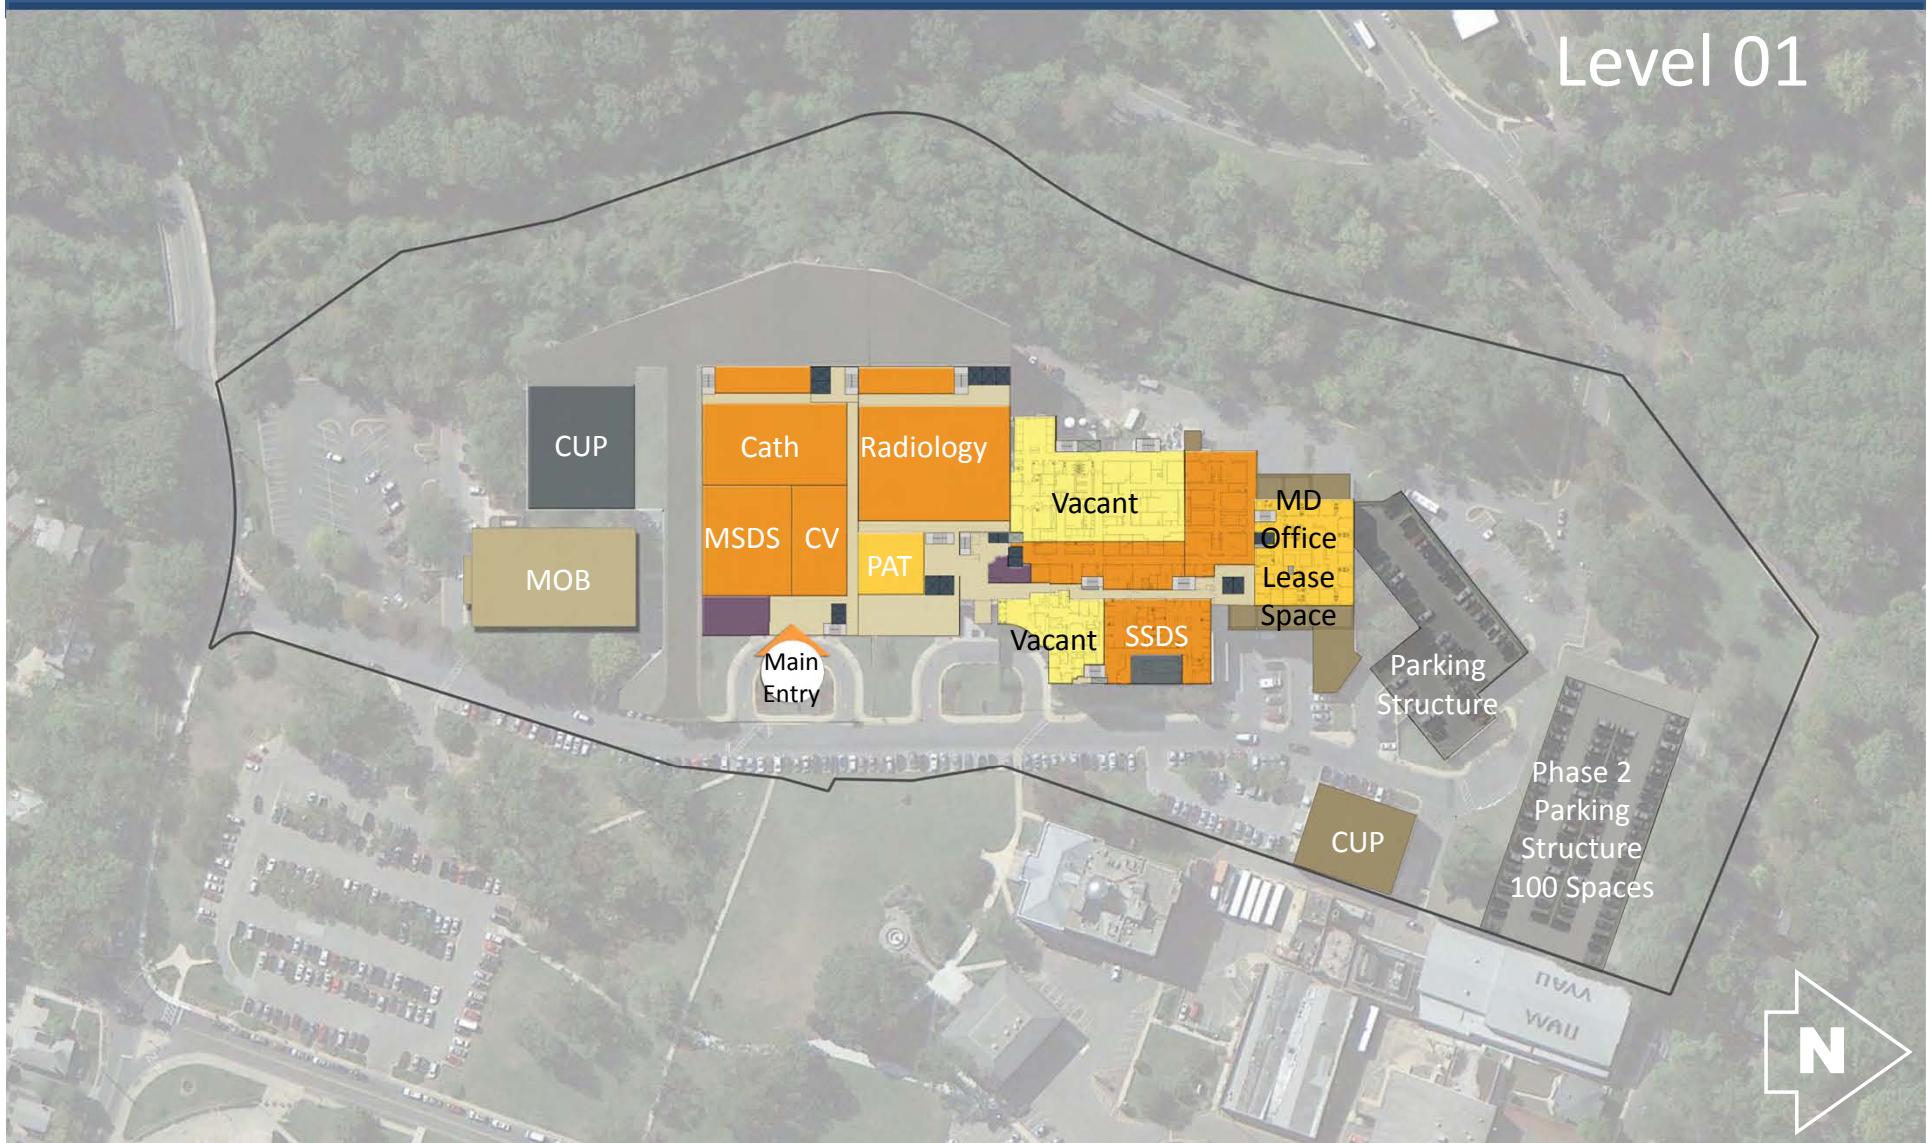 Level 01
CUP
Cath
Radiology
Vacant
MD
Office
Lease
Space
MSDS
CV
PAT
MOB
Vacant
SSDS
Main
Entry
Parking
Structure
Phase 2
Parking
Structure
100 Spaces
CUP
N